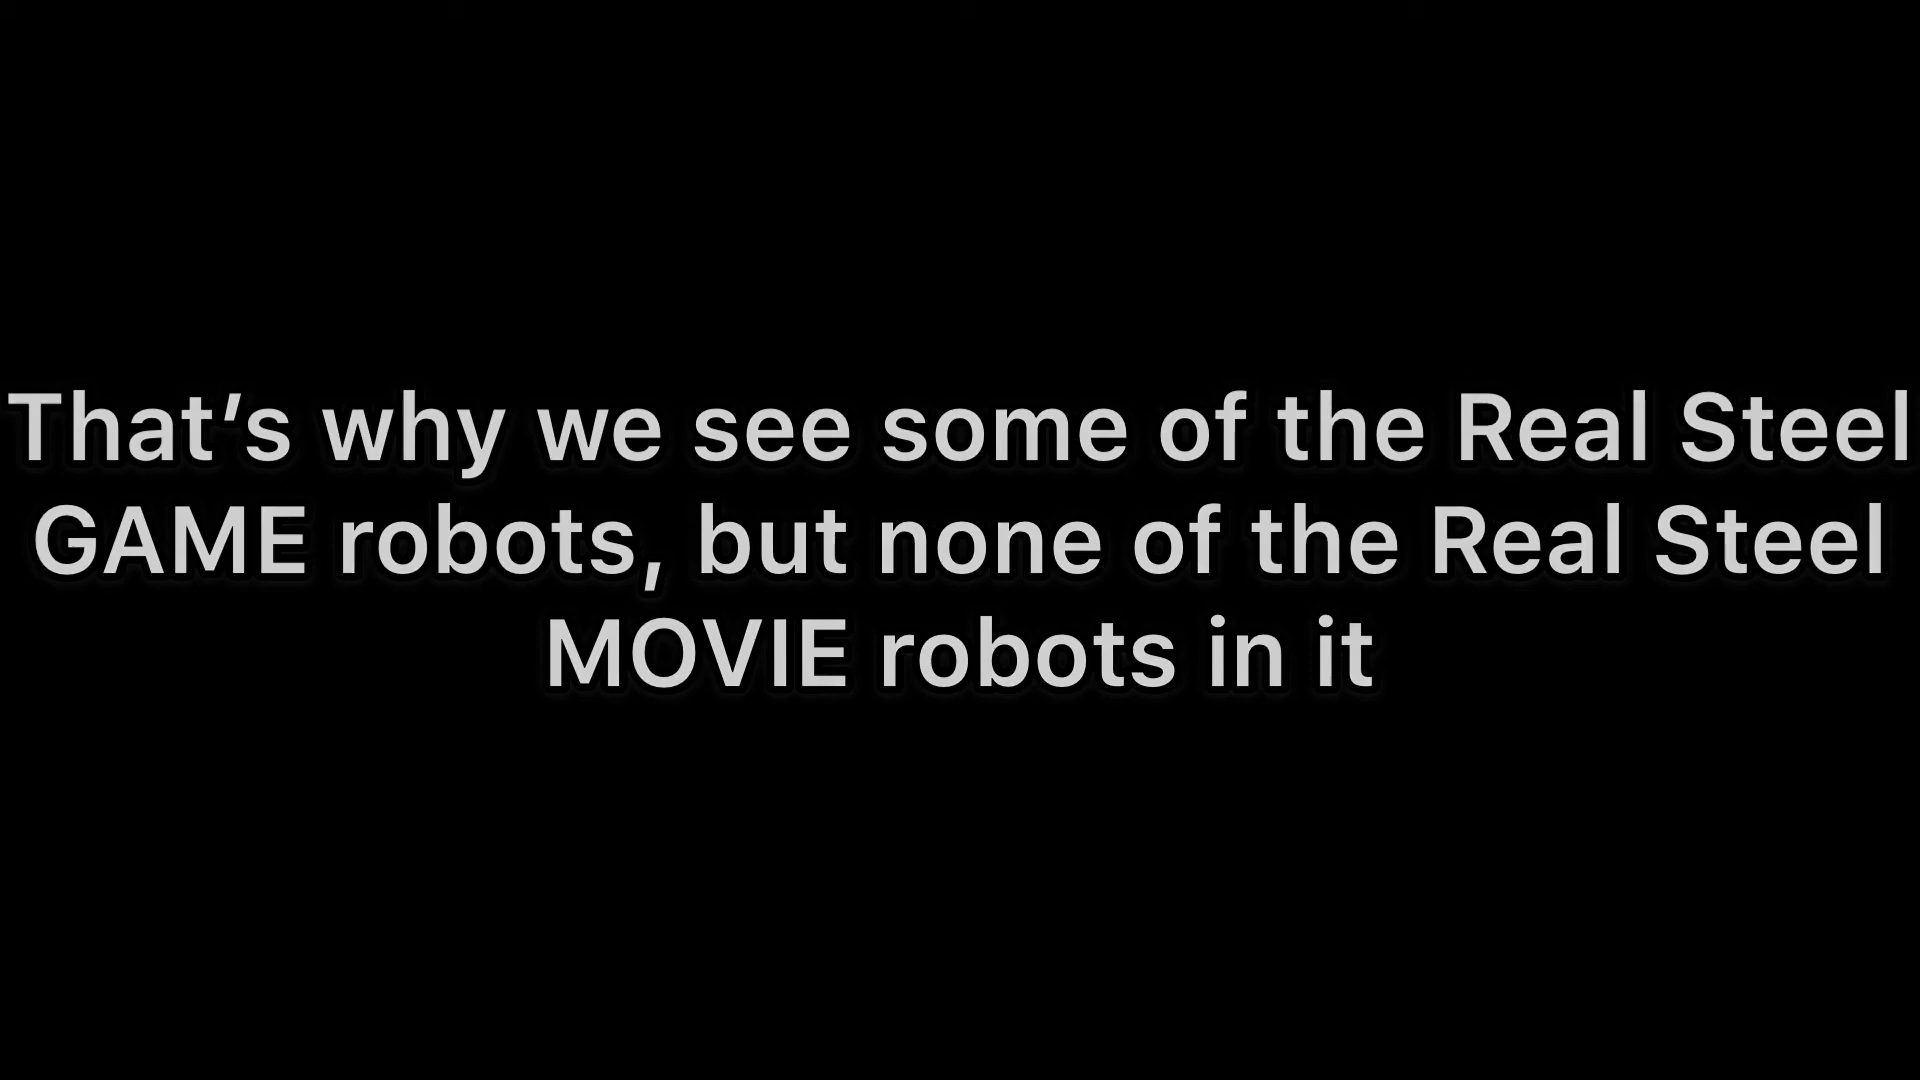 That’s why we see some of the Real Steel
GAME robots, but none of the Real Steel
MOVIE robots in it